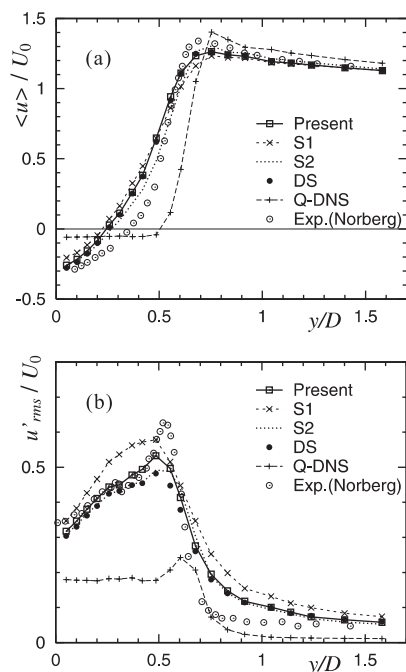 <u> / U0
1.5
1
0.5
0
-0.5
(a)
Present
S1
S2
DS
Q-DNS
Exp.(Norberg)
0
0.5
1
1.5
y/D
u'rms / U0
0.5
0
(b)
Present
S1
S2
DS
Q-DNS
Exp.(Norberg)
0
0.5
1
1.5
y/D